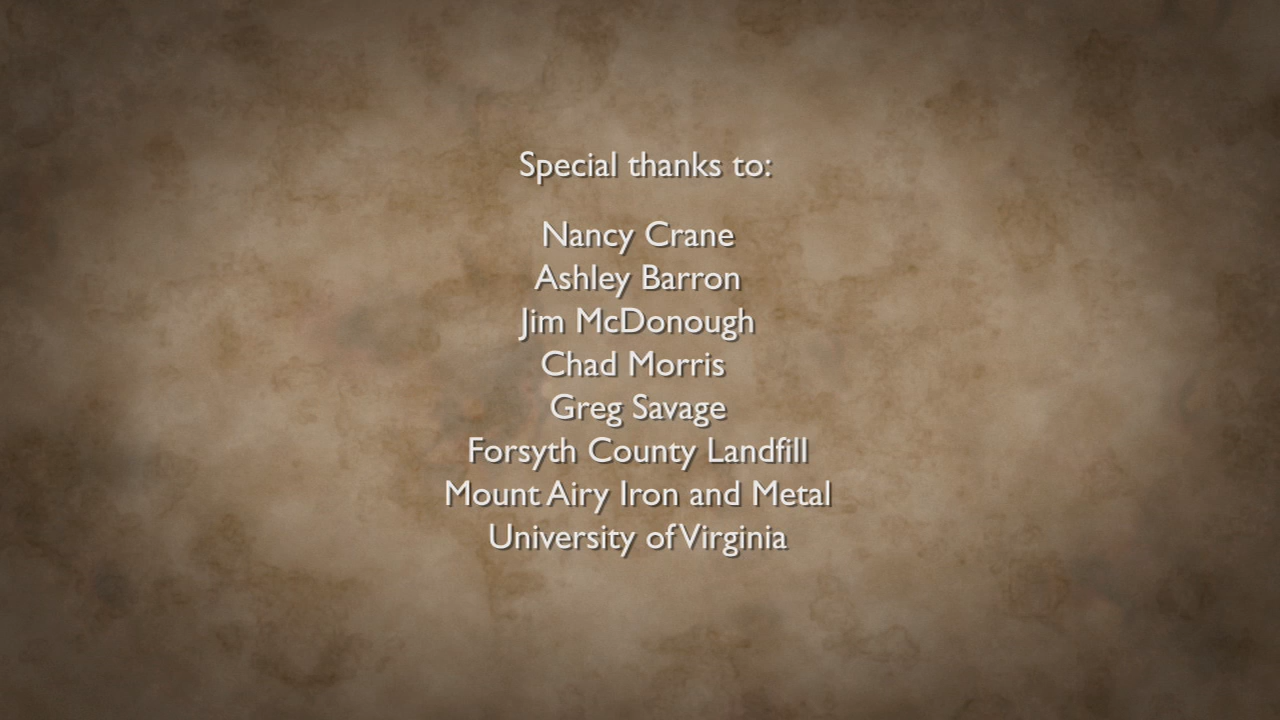 Special thanks to:
Nancy Crane
Ashley Barron
Jim McDonough
Chad Morris
Greg Savage
Forsyth County Landfill
Mount Airy Iron and Metal
University of Virginia